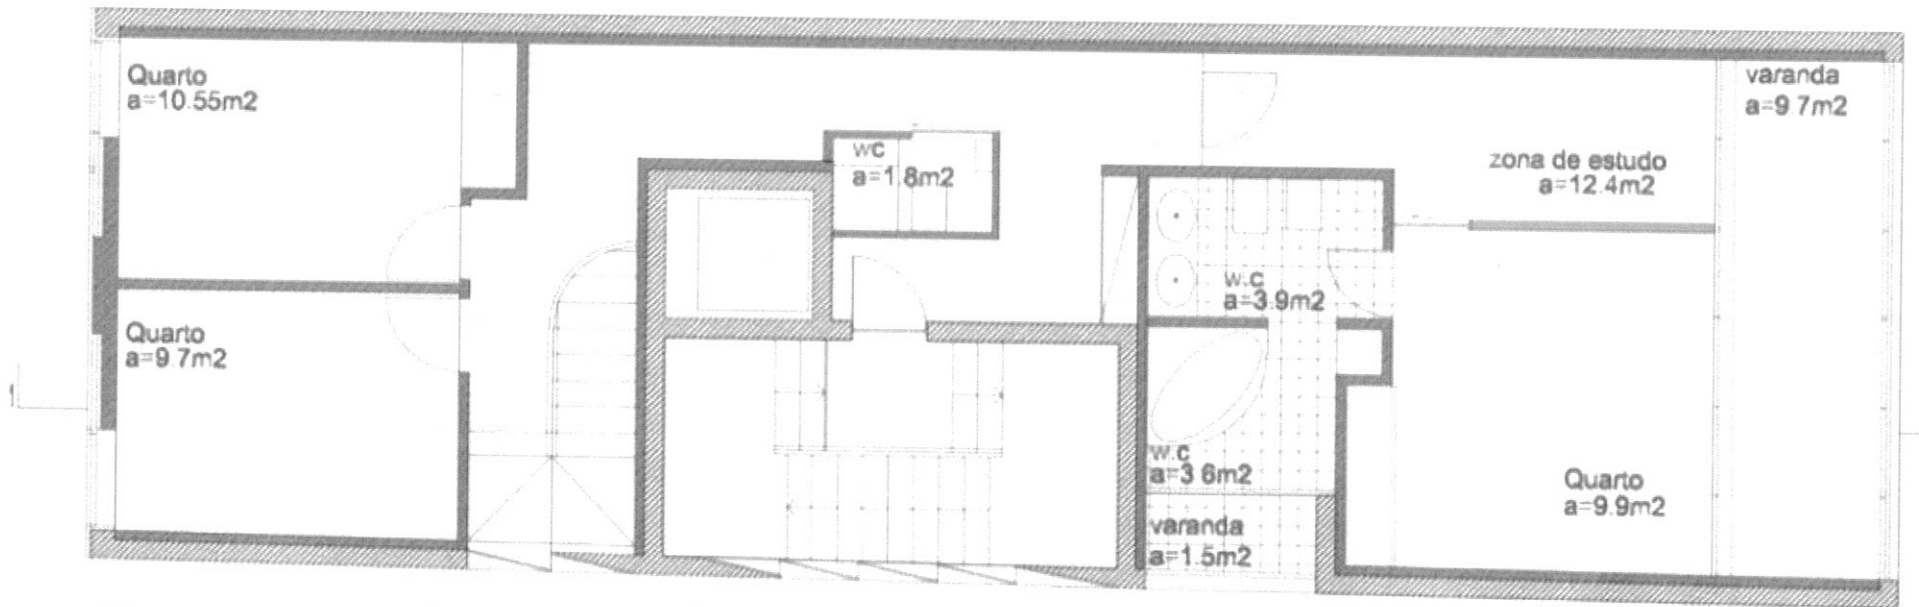 Quarto
a=10.55m2
Quarto
a=9.7m2
wc
a=1.8m2
w.c
a=3.9m2
w.c
a=3.6m2
varanda
a=1.5m2
zona de estudo
a=12.4m2
varanda
a=9.7m2
Quarto
a=9.9m2